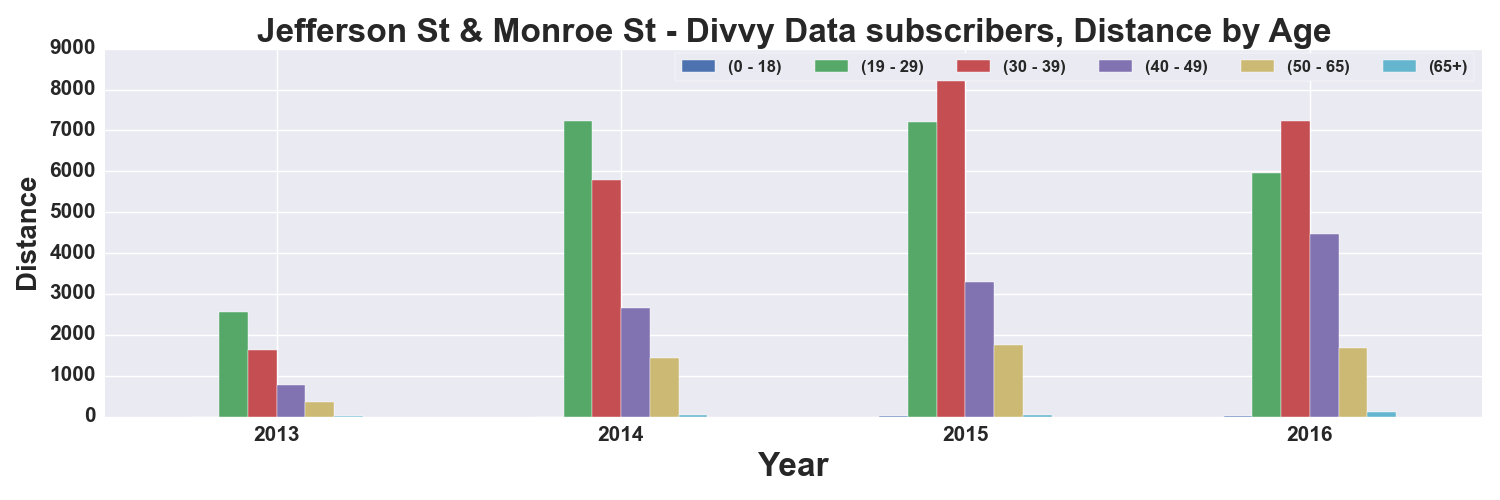 Jefferson St & Monroe St - Divvy Data subscribers, Distance by Age
(0 - 18) (19 - 29) (30 - 39) (40 - 49) (50 - 65) (65+)
Distance
9000
8000
7000
6000
5000
4000
3000
2000
1000
0
2013 2014 2015 2016
Year